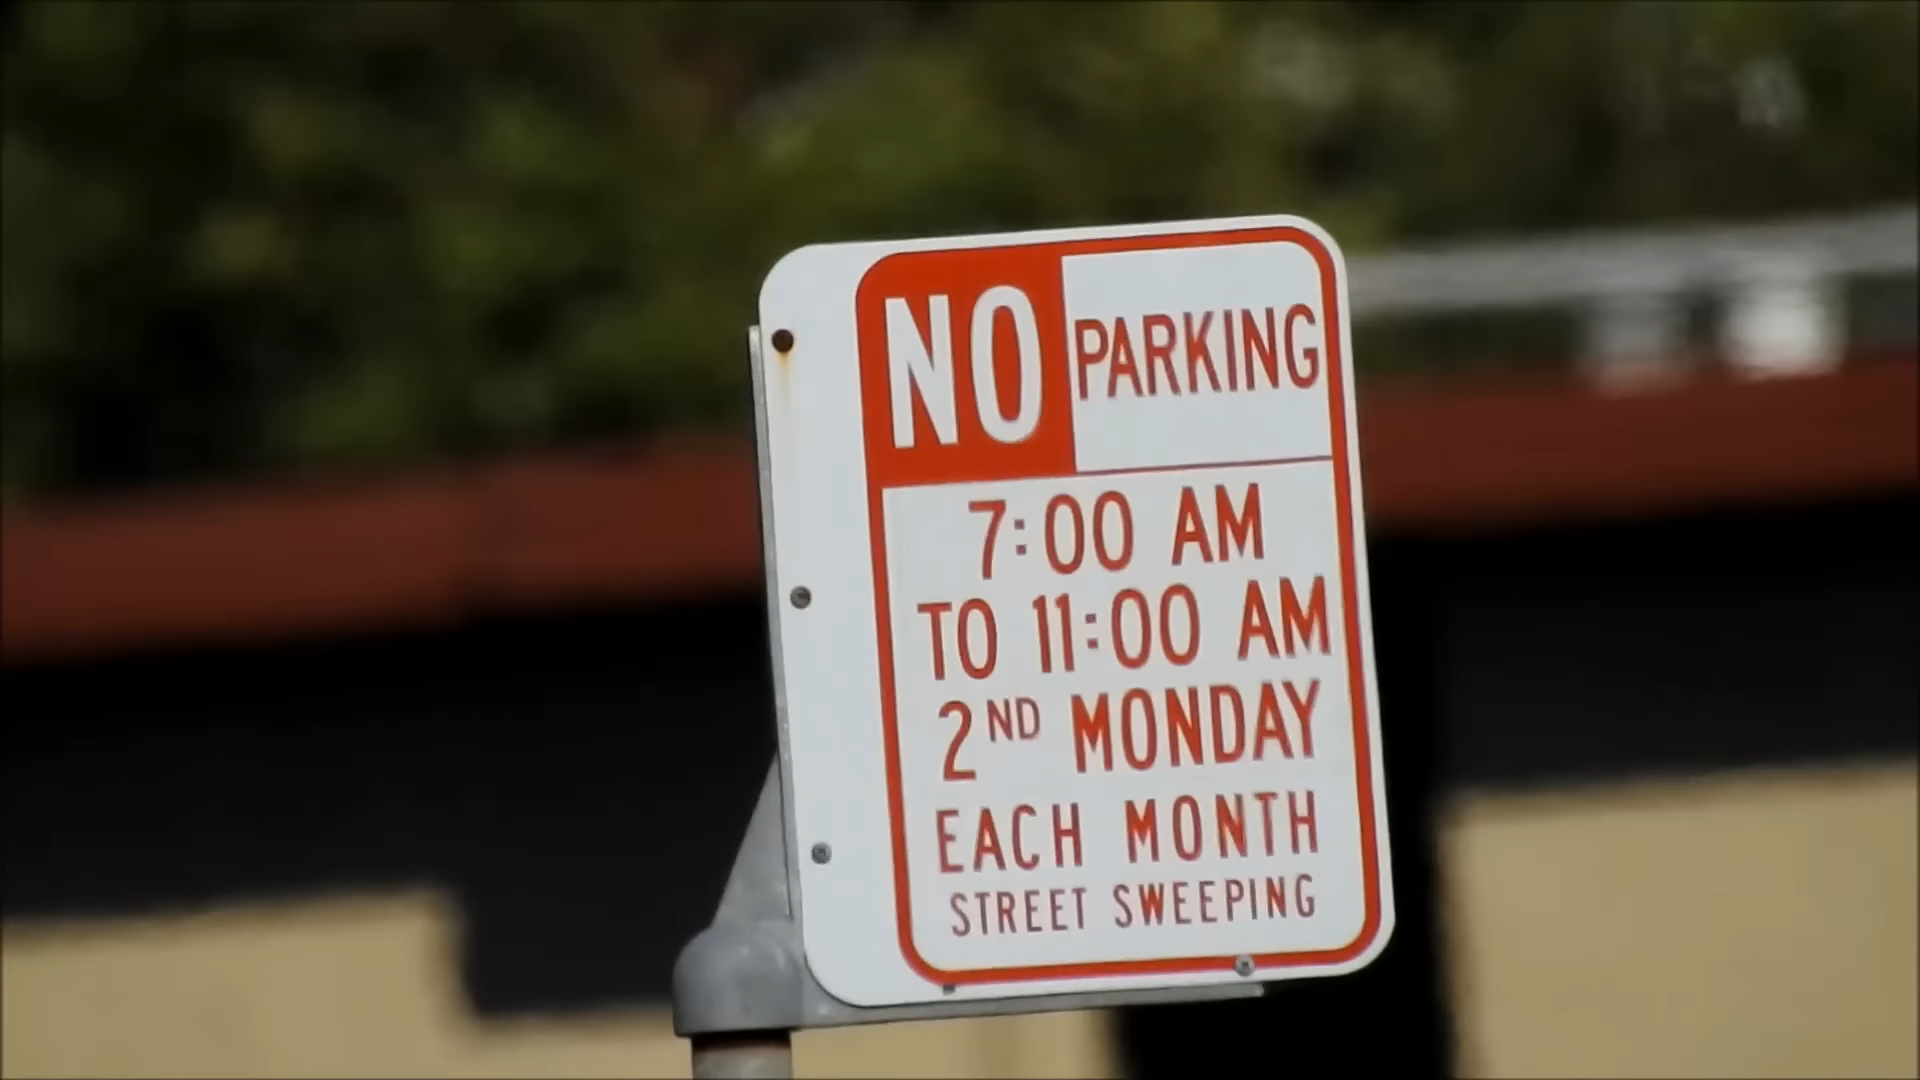 NO PARKING
7:00 AM
TO 11:00 AM
2ND MONDAY
EACH MONTH
STREET SWEEPING